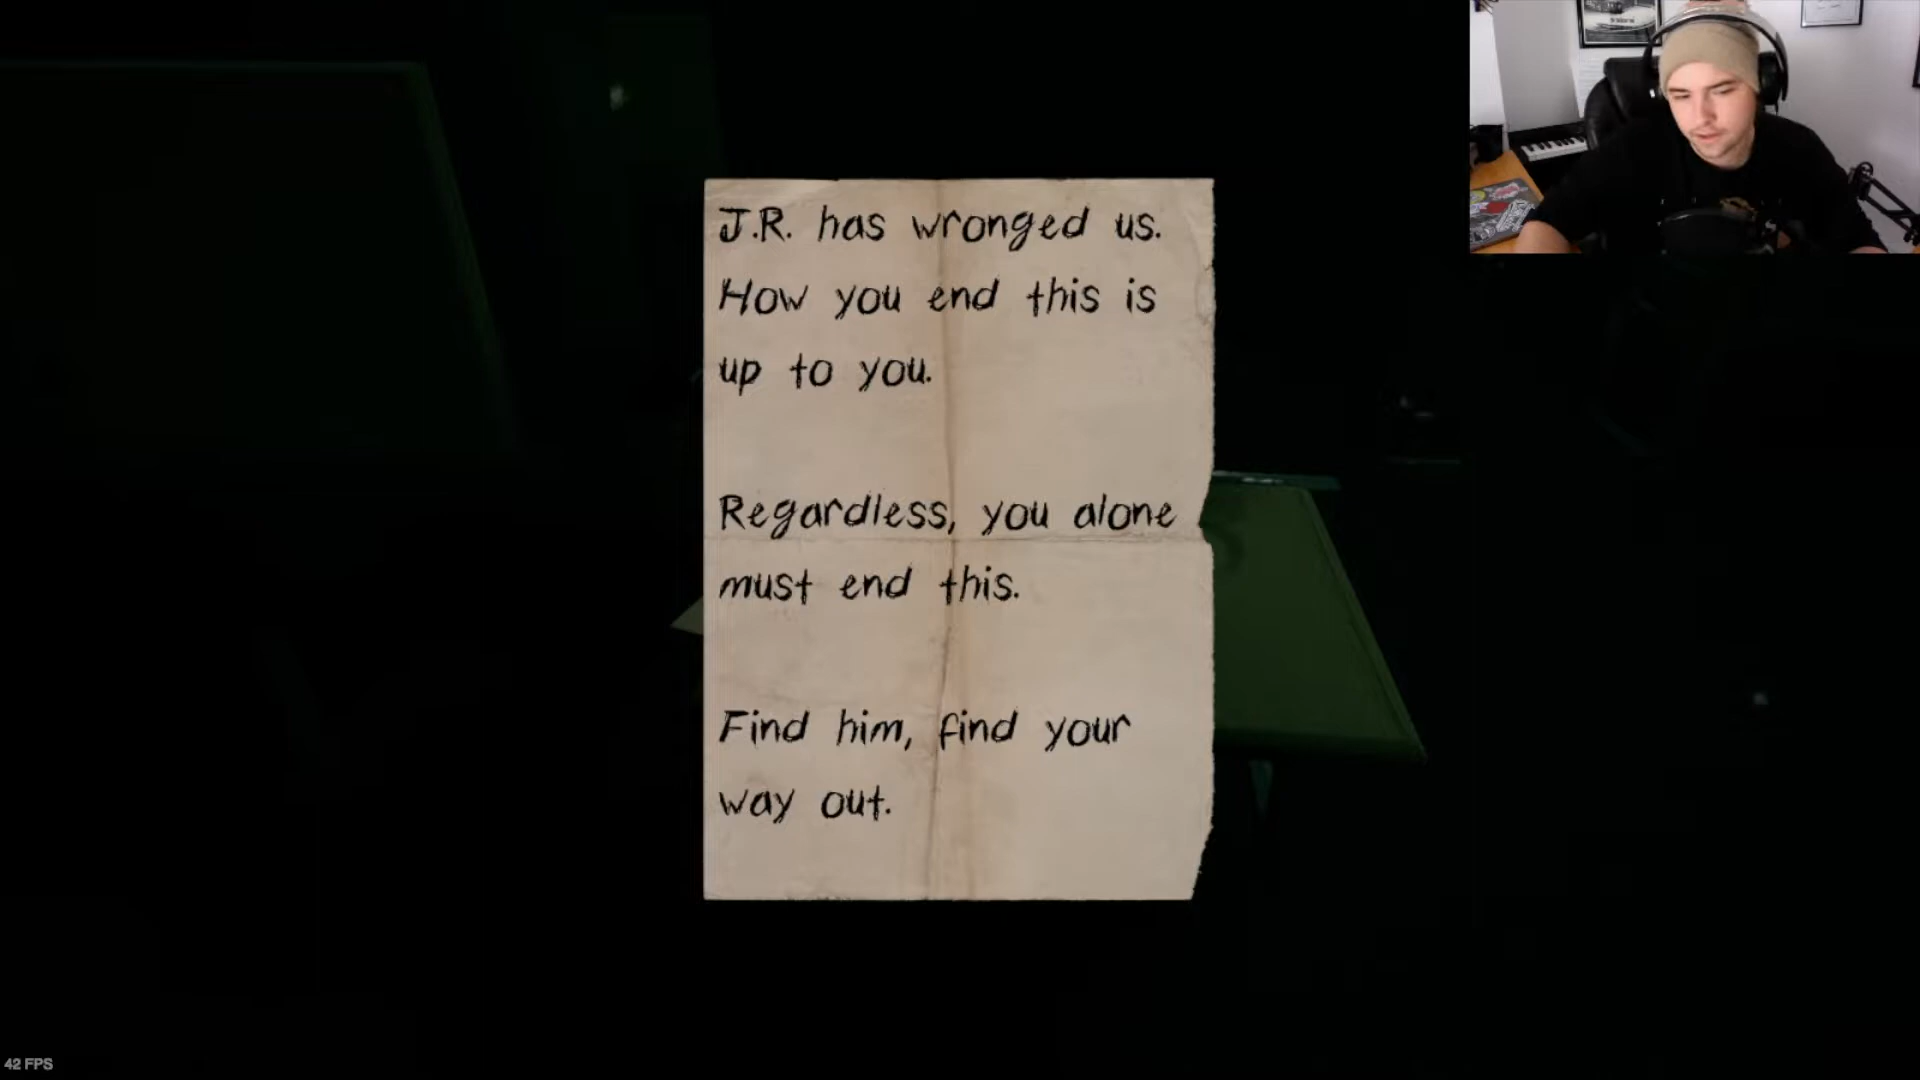 J.R. has wronged us.
How you end this is
up to you.
Regardless, you alone
must end this.
Find him, find your
way out.
42 FPS